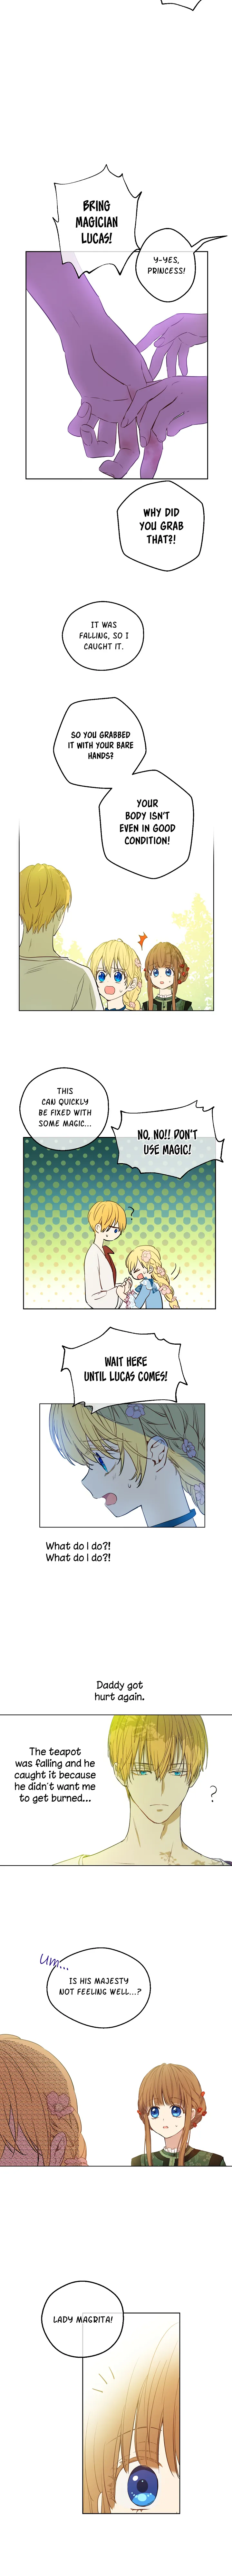 BRING
MAGICIAN
LUCAS!
Y-YES,
PRINCESS!
WHY DID
YOU GRAB
THAT?!
IT WAS
FALLING, SO I
CAUGHT IT.
SO YOU GRABBED
IT WITH YOUR BARE
HANDS?
YOUR
BODY ISN'T
EVEN IN GOOD
CONDITION!
THIS
CAN QUICKLY
BE FIXED WITH
SOME MAGIC...
NO, NO!! DON'T
USE MAGIC!
?
WAIT HERE
UNTIL LUCAS COMES!
What do I do?!
What do I do?!
Daddy got
hurt again.
The teapot
was falling and he
caught it because
he didn't want me
to get burned...
?
Um...
IS HIS MAJESTY
NOT FEELING WELL...?
LADY MAGRITA!